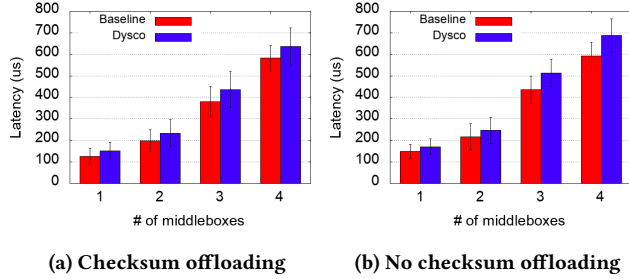 800
700
600
500
400
300
200
100
0
Latency (us)
Baseline
Dysco
1 2 3 4
# of middleboxes
(a) Checksum offloading
800
700
600
500
400
300
200
100
0
Latency (us)
Baseline
Dysco
1 2 3 4
# of middleboxes
(b) No checksum offloading